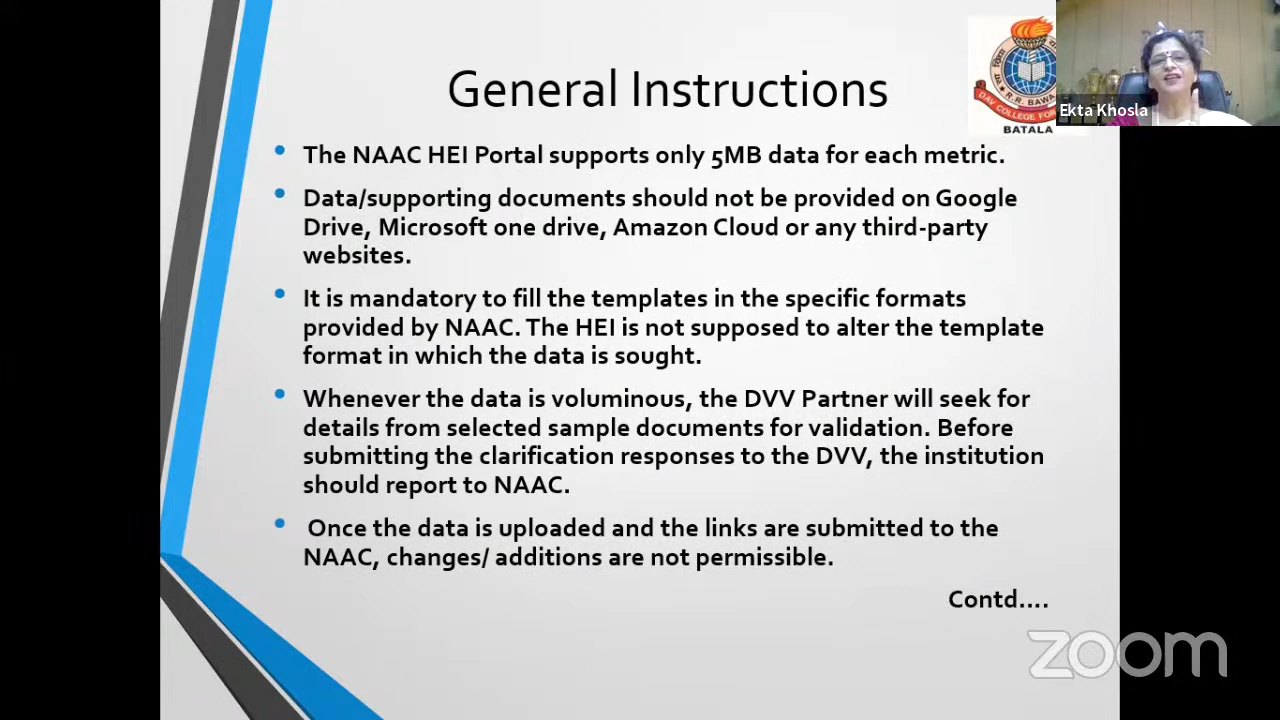 General Instructions
R.R. BAWA
DAV COLLEGE FOR
BATALA
Ekta Khosla
• The NAAC HEI Portal supports only 5MB data for each metric.
• Data/supporting documents should not be provided on Google
Drive, Microsoft one drive, Amazon Cloud or any third-party
websites.
• It is mandatory to fill the templates in the specific formats
provided by NAAC. The HEI is not supposed to alter the template
format in which the data is sought.
• Whenever the data is voluminous, the DVV Partner will seek for
details from selected sample documents for validation. Before
submitting the clarification responses to the DVV, the institution
should report to NAAC.
• Once the data is uploaded and the links are submitted to the
NAAC, changes/ additions are not permissible.
Contd....
zoom